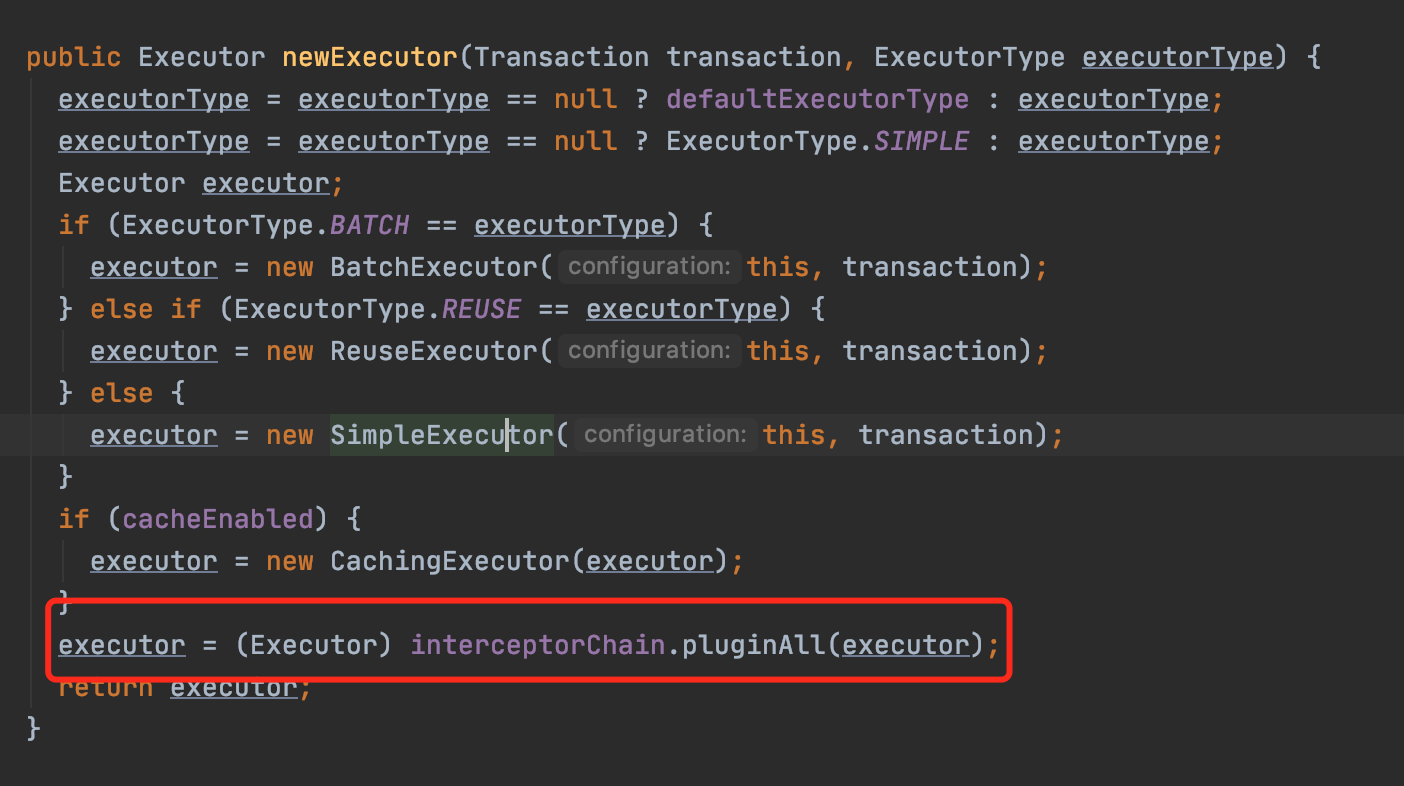 public Executor newExecutor(Transaction transaction, ExecutorType executorType) {
executorType = executorType == null ? defaultExecutorType : executorType;
executorType = executorType == null ? ExecutorType.SIMPLE : executorType;
Executor executor;
if (ExecutorType.BATCH == executorType) {
executor = new BatchExecutor( configuration: this, transaction);
} else if (ExecutorType.REUSE == executorType) {
executor = new ReuseExecutor( configuration: this, transaction);
} else {
executor = new SimpleExecutor( configuration: this, transaction);
}
if (cacheEnabled) {
executor = new CachingExecutor(executor);
}
executor = (Executor) interceptorChain.pluginAll(executor);
return executor;
}